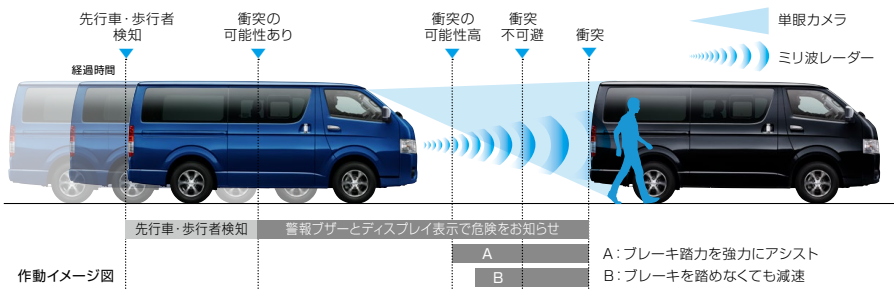 先行車・歩行者
検知
衝突の
可能性あり
衝突の
可能性高
衝突
不可避
衝突
単眼カメラ
ミリ波レーダー
経過時間
先行車・歩行者検知
警報ブザーとディスプレイ表示で危険をお知らせ
A
A：ブレーキ踏力を強力にアシスト
B
B：ブレーキを踏めなくても減速
作動イメージ図